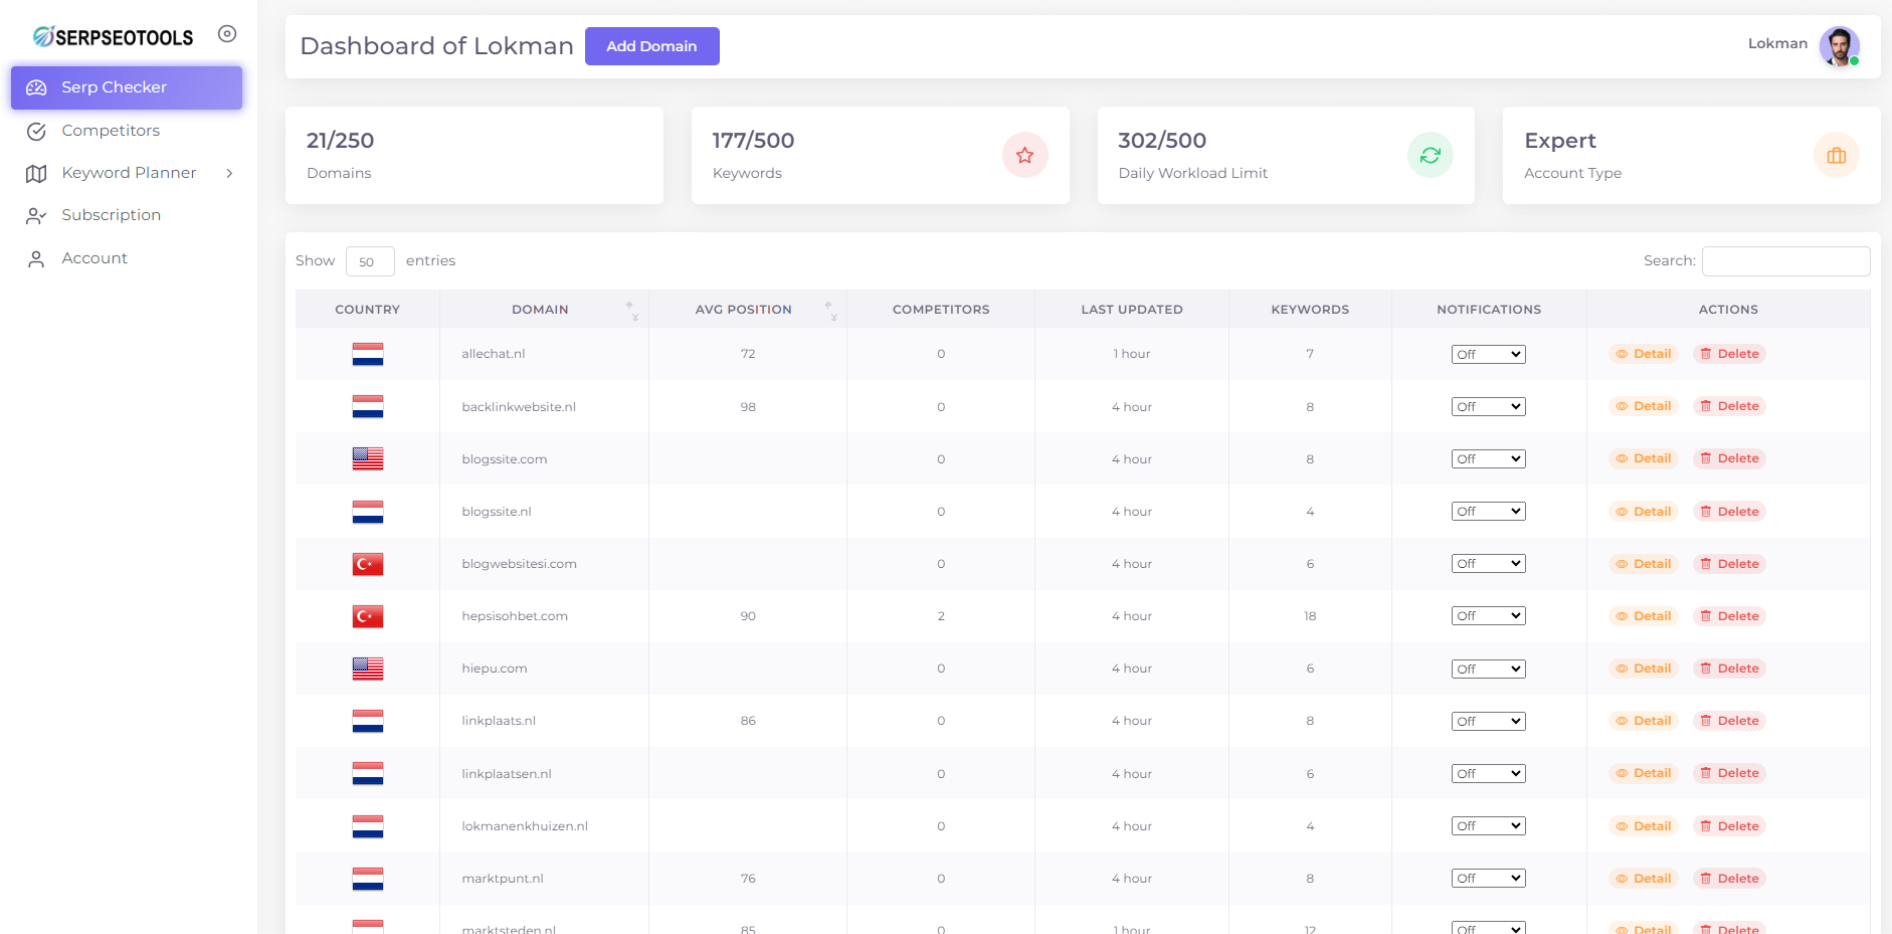 SERPSEOTOOLS
Serp Checker
Competitors
Keyword Planner
Subscription
Account
Dashboard of Lokman Add Domain Lokman
21/250
Domains
177/500
Keywords
302/500
Daily Workload Limit
Expert
Account Type
Show 50 entries Search:
COUNTRY DOMAIN AVG POSITION COMPETITORS LAST UPDATED KEYWORDS NOTIFICATIONS ACTIONS
allechat.nl 72 0 1 hour 7 Off Detail Delete
backlinkwebsite.nl 98 0 4 hour 8 Off Detail Delete
blogssite.com 0 4 hour 8 Off Detail Delete
blogssite.nl 0 4 hour 4 Off Detail Delete
blogwebsitesi.com 0 4 hour 6 Off Detail Delete
hepsisohbet.com 90 2 4 hour 18 Off Detail Delete
hiepu.com 0 4 hour 6 Off Detail Delete
linkplaats.nl 86 0 4 hour 8 Off Detail Delete
linkplaatsen.nl 0 4 hour 6 Off Detail Delete
lokmanenkhuizen.nl 0 4 hour 4 Off Detail Delete
marktpunt.nl 76 0 4 hour 8 Off Detail Delete
marktsteden.nl 85 0 1 hour 12 Off Detail Delete